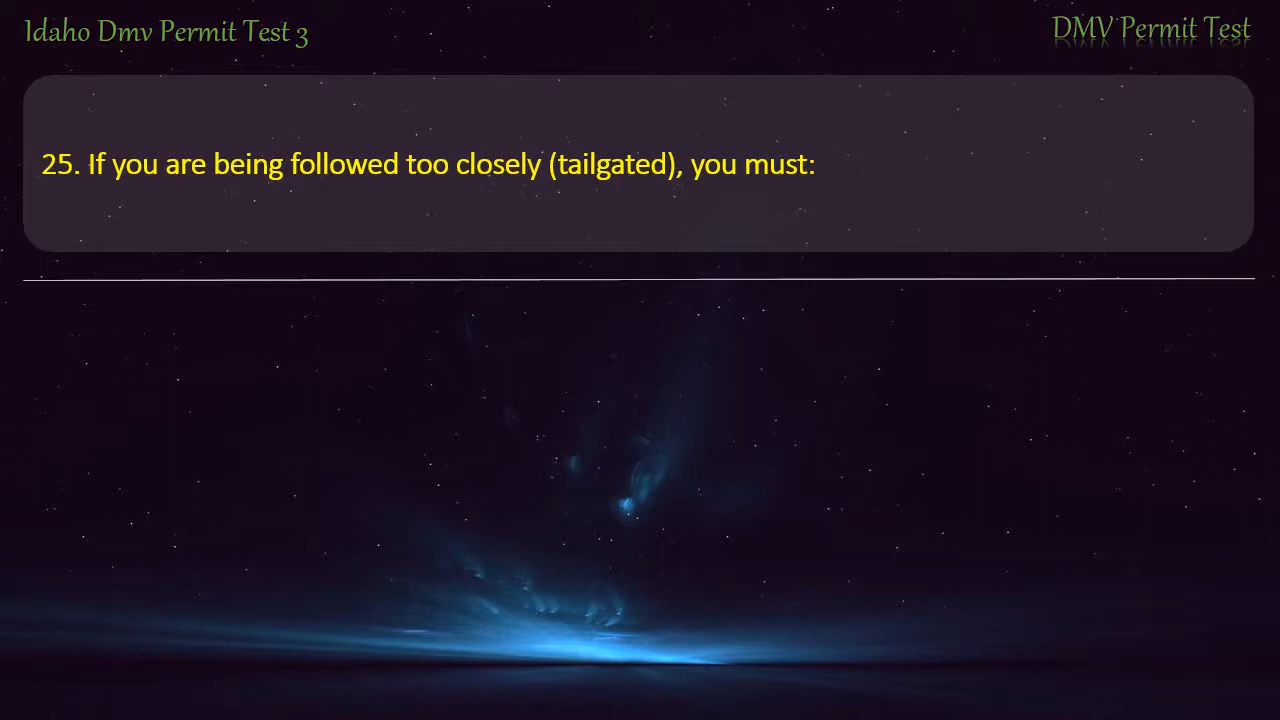 Idaho Dmv Permit Test 3
DMV Permit Test
25. If you are being followed too closely (tailgated), you must: